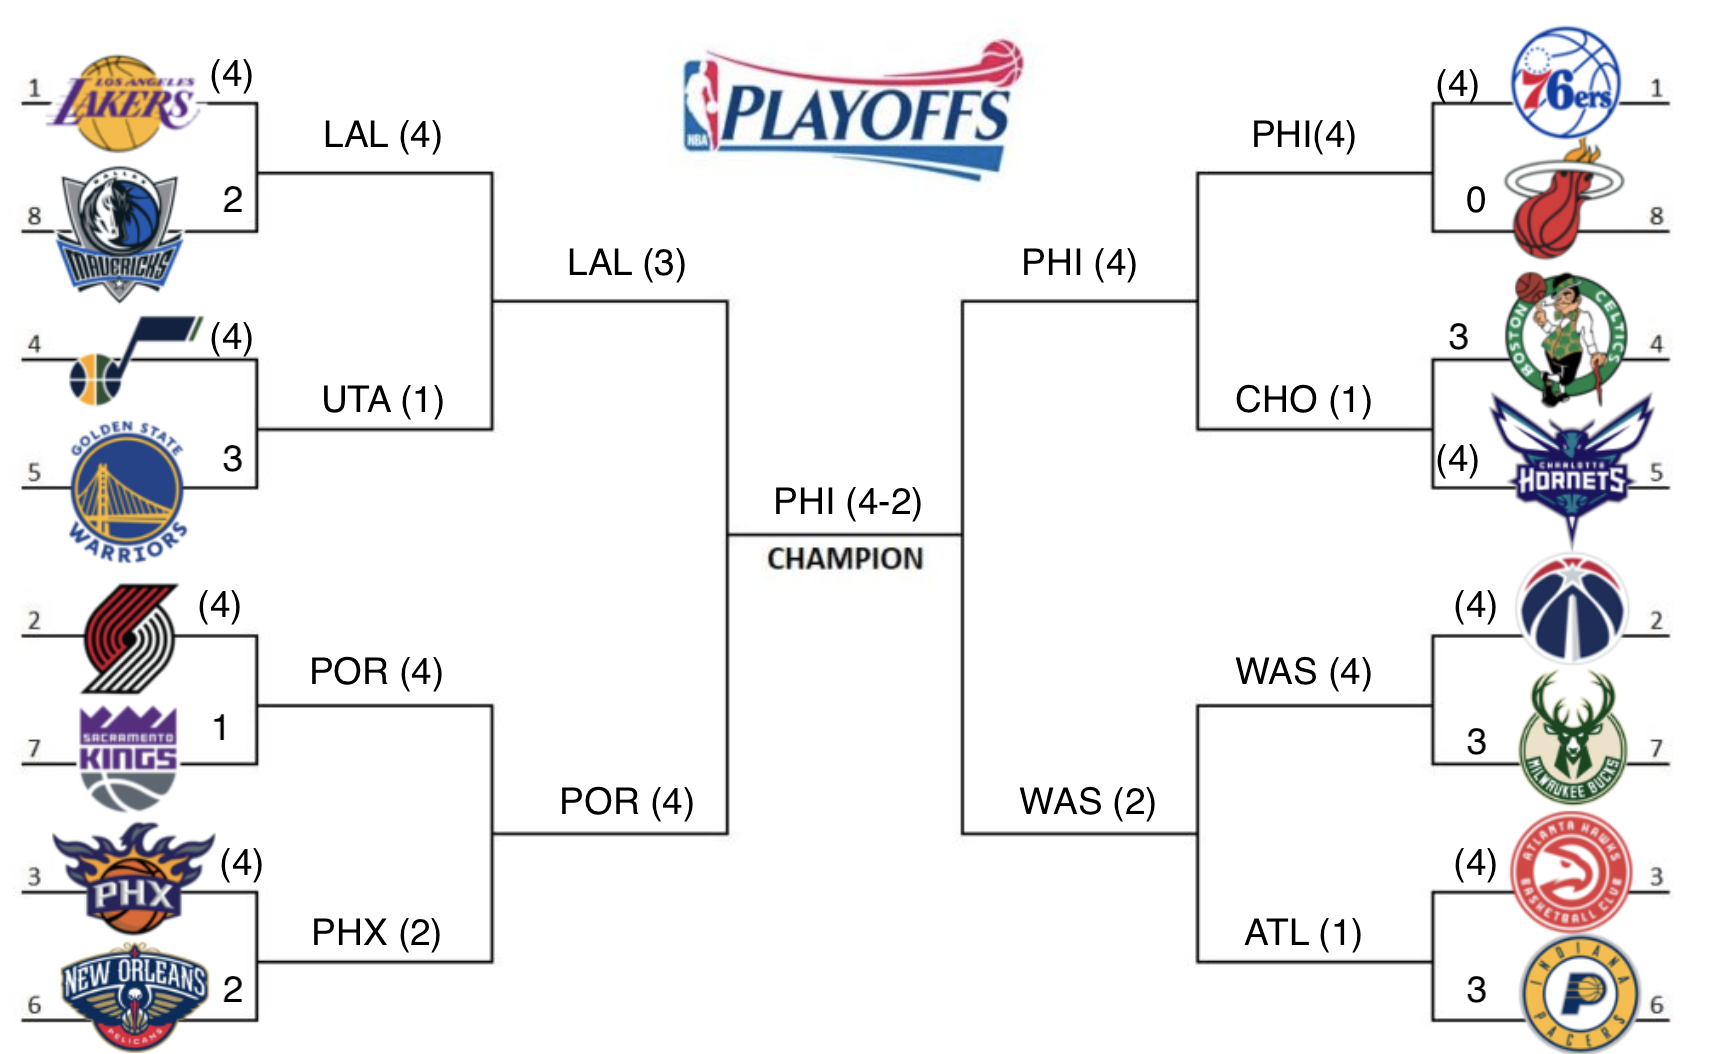 NBA
PLAYOFFS
1
LOS ANGELES
LAKERS
(4)
8
DALLAS
MAVERICKS
2
LAL (4)
4
(4)
5
GOLDEN STATE
WARRIORS
3
UTA (1)
LAL (3)
2
(4)
7
SACRAMENTO
KINGS
1
POR (4)
3
PHX
(4)
6
NEW ORLEANS
PELICANS
2
PHX (2)
POR (4)
PHI (4-2)
CHAMPION
PHI (4)
PHI(4)
(4)
76ers
1
0
8
CHO (1)
3
BOSTON
CELTICS
4
(4)
CHARLOTTE
HORNETS
5
WAS (2)
WAS (4)
(4)
2
3
MILWAUKEE BUCKS
7
ATL (1)
(4)
ATLANTA HAWKS
BASKETBALL CLUB
3
3
INDIANA
P
PACERS
6